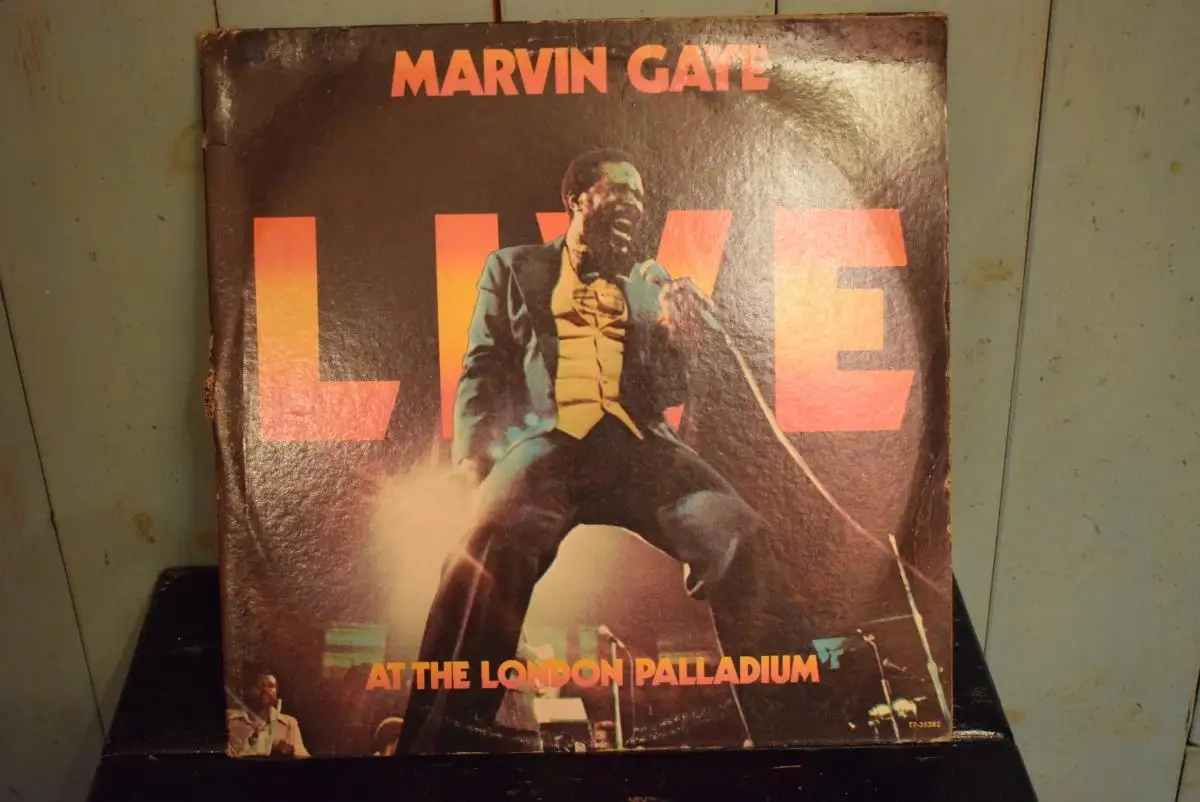 MARVIN GAYE
LIVE
AT THE LONDON PALLADIUM